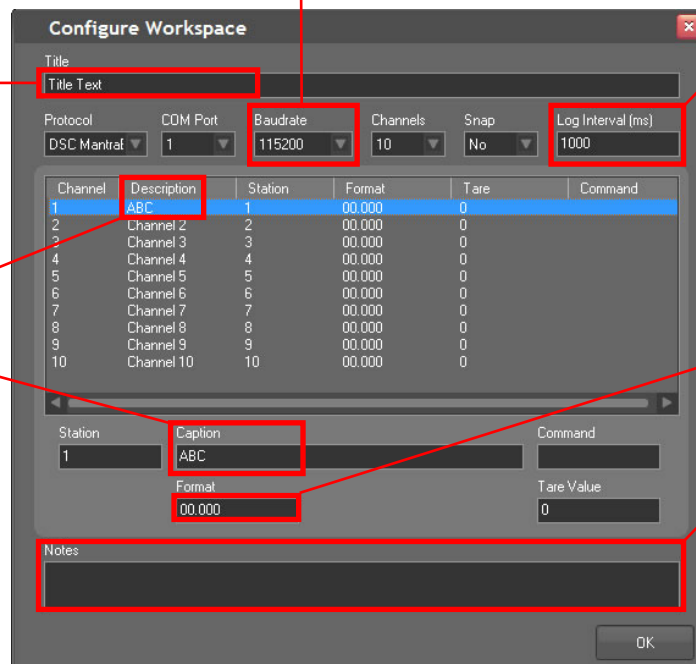 Configure Workspace
Title
Title Text
Protocol COM Port Baudrate Channels Snap Log Interval (ms)
DSC Mantra 1 115200 10 No 1000
Channel Description Station Format Tare Command
1 ABC 1 00.000 0
2 Channel 2 2 00.000 0
3 Channel 3 3 00.000 0
4 Channel 4 4 00.000 0
5 Channel 5 5 00.000 0
6 Channel 6 6 00.000 0
7 Channel 7 7 00.000 0
8 Channel 8 8 00.000 0
9 Channel 9 9 00.000 0
10 Channel 10 10 00.000 0
Station Caption Command
1 ABC
Format Tare Value
00.000 0
Notes
OK